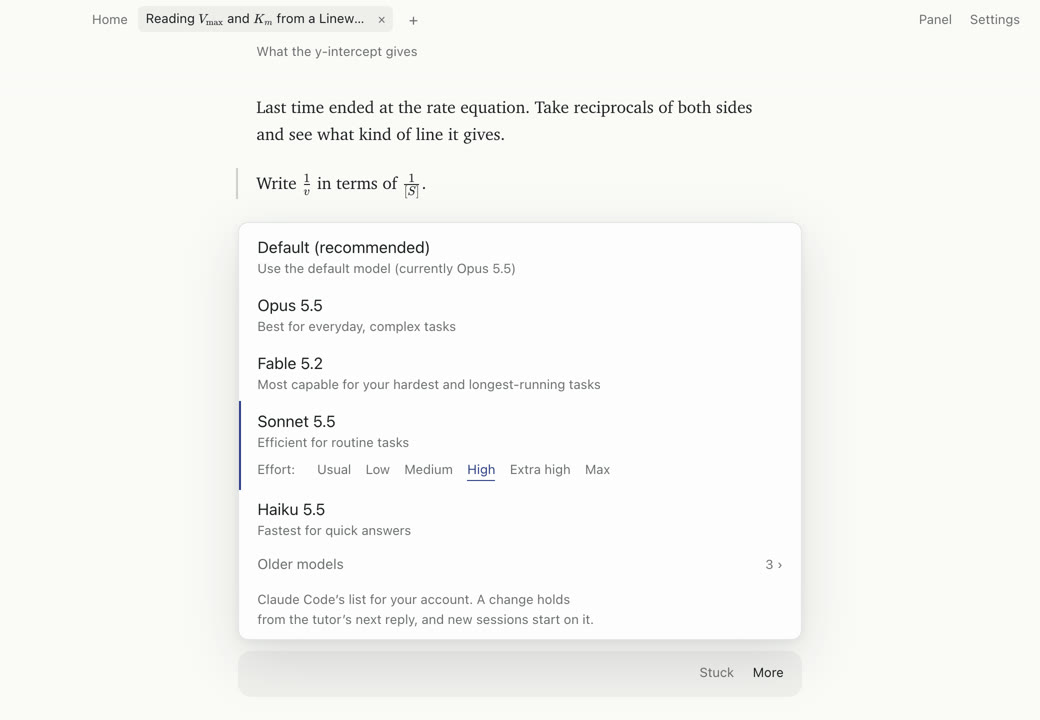 Home
Reading Vmax and Km from a Linew... ×
+
Panel
Settings
What the y-intercept gives
Last time ended at the rate equation. Take reciprocals of both sides
and see what kind of line it gives.
Write 1/v in terms of 1/[S].
Default (recommended)
Use the default model (currently Opus 5.5)
Opus 5.5
Best for everyday, complex tasks
Fable 5.2
Most capable for your hardest and longest-running tasks
Sonnet 5.5
Efficient for routine tasks
Effort: Usual Low Medium High Extra high Max
Haiku 5.5
Fastest for quick answers
Older models 3 ›
Claude Code's list for your account. A change holds
from the tutor's next reply, and new sessions start on it.
Stuck More